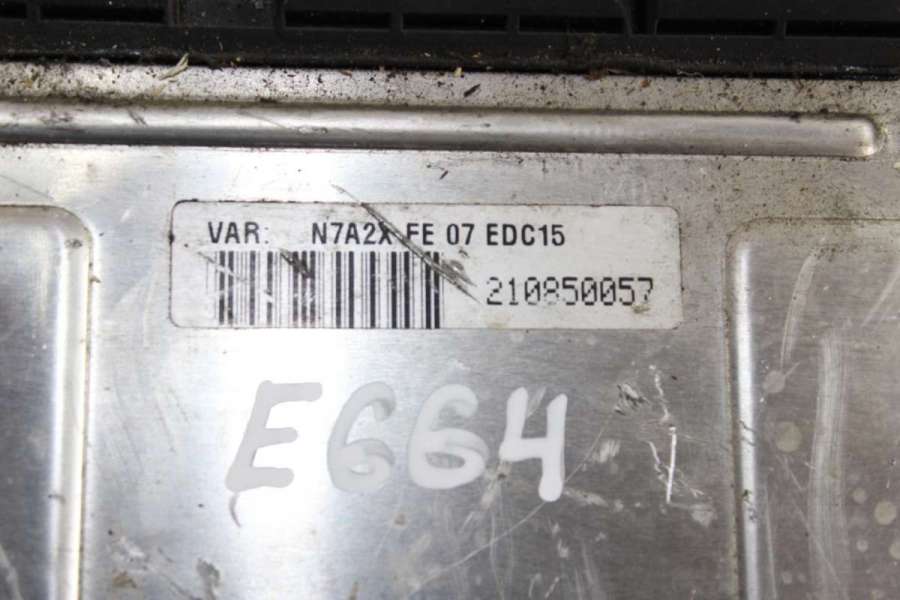 VAR: N7A2X FE 07 EDC15
210850057
E664